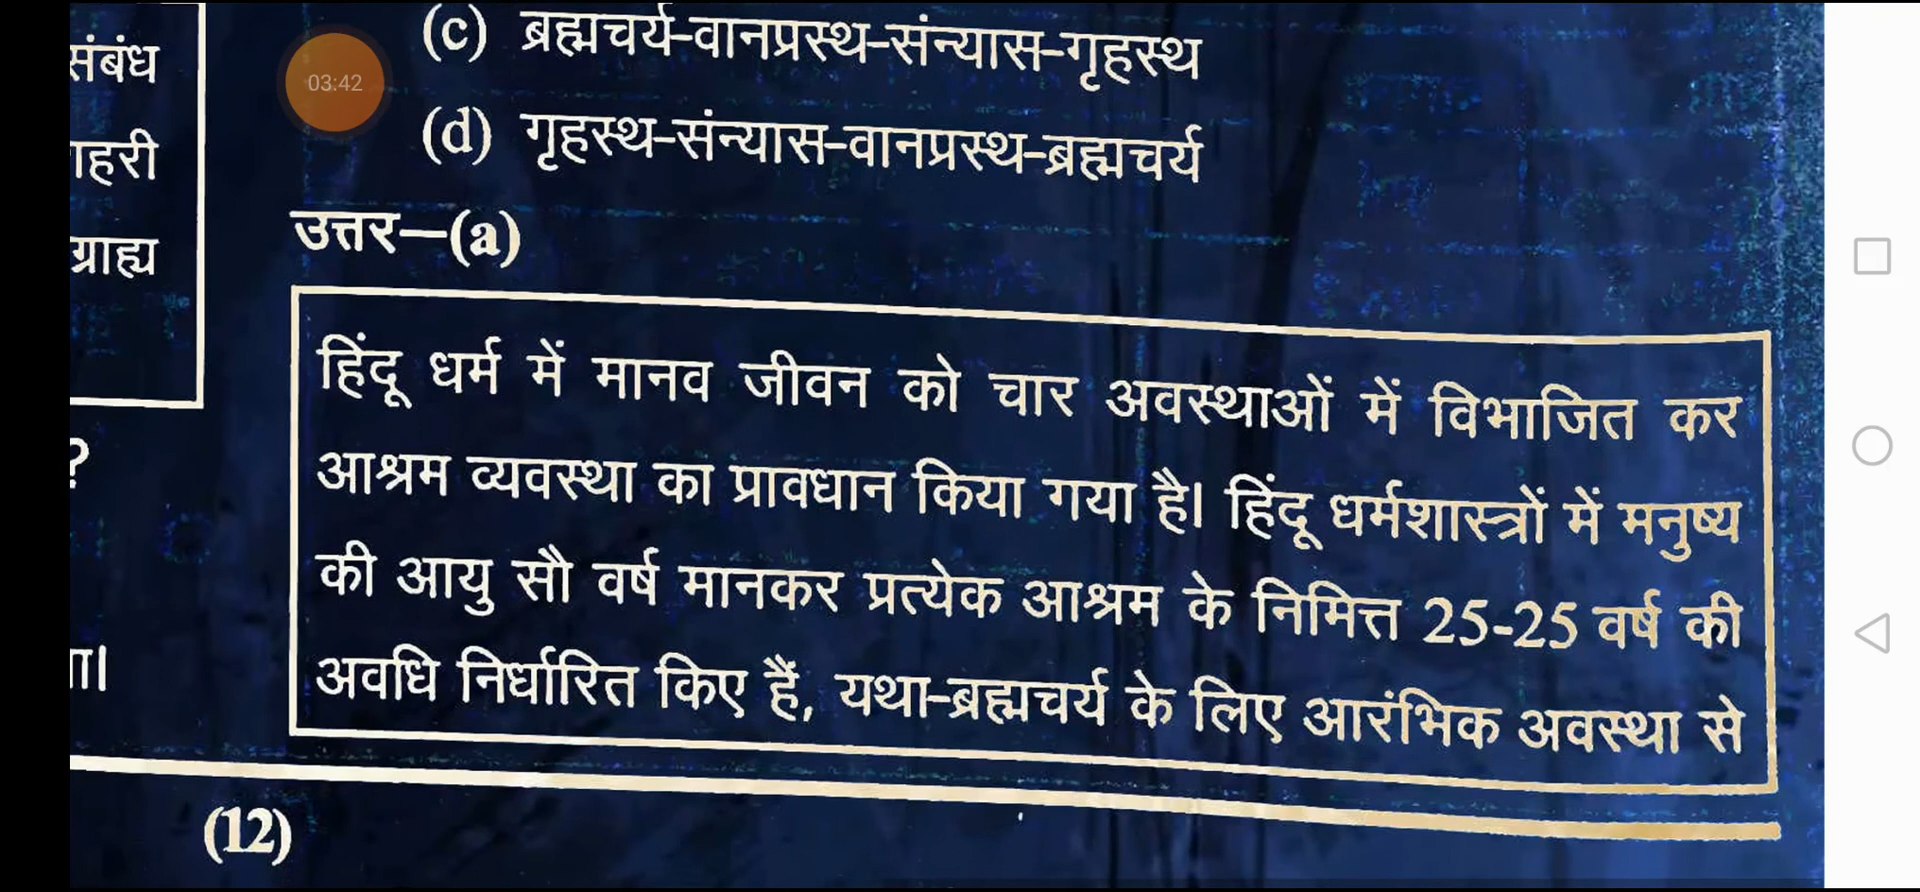 संबंध
ग्राह्य
?
03:42
(c) ब्रह्मचर्य-वानप्रस्थ-संन्यास-गृहस्थ
(d) गृहस्थ-संन्यास-वानप्रस्थ-ब्रह्मचर्य
उत्तर—(a)
हिंदू धर्म में मानव जीवन को चार अवस्थाओं में विभाजित कर
आश्रम व्यवस्था का प्रावधान किया गया है। हिंदू धर्मशास्त्रों में मनुष्य
की आयु सौ वर्ष मानकर प्रत्येक आश्रम के निमित्त 25-25 वर्ष की
अवधि निर्धारित किए हैं, यथा-ब्रह्मचर्य के लिए आरंभिक अवस्था से
(12)